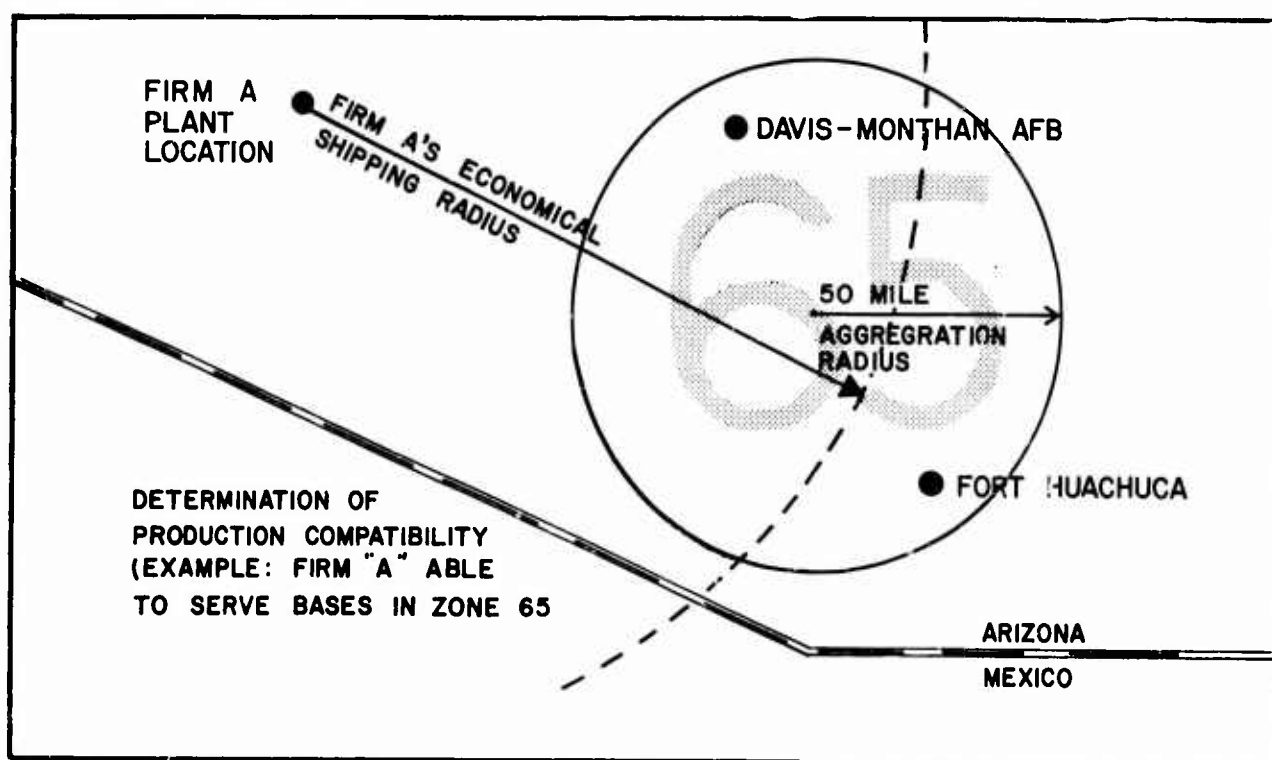 FIRM A
PLANT
LOCATION
FIRM A'S ECONOMICAL
SHIPPING RADIUS
DAVIS-MONTHAN AFB
65
50 MILE
AGGREGRATION
RADIUS
FORT HUACHUCA
DETERMINATION OF
PRODUCTION COMPATIBILITY
(EXAMPLE: FIRM "A" ABLE
TO SERVE BASES IN ZONE 65
ARIZONA
MEXICO